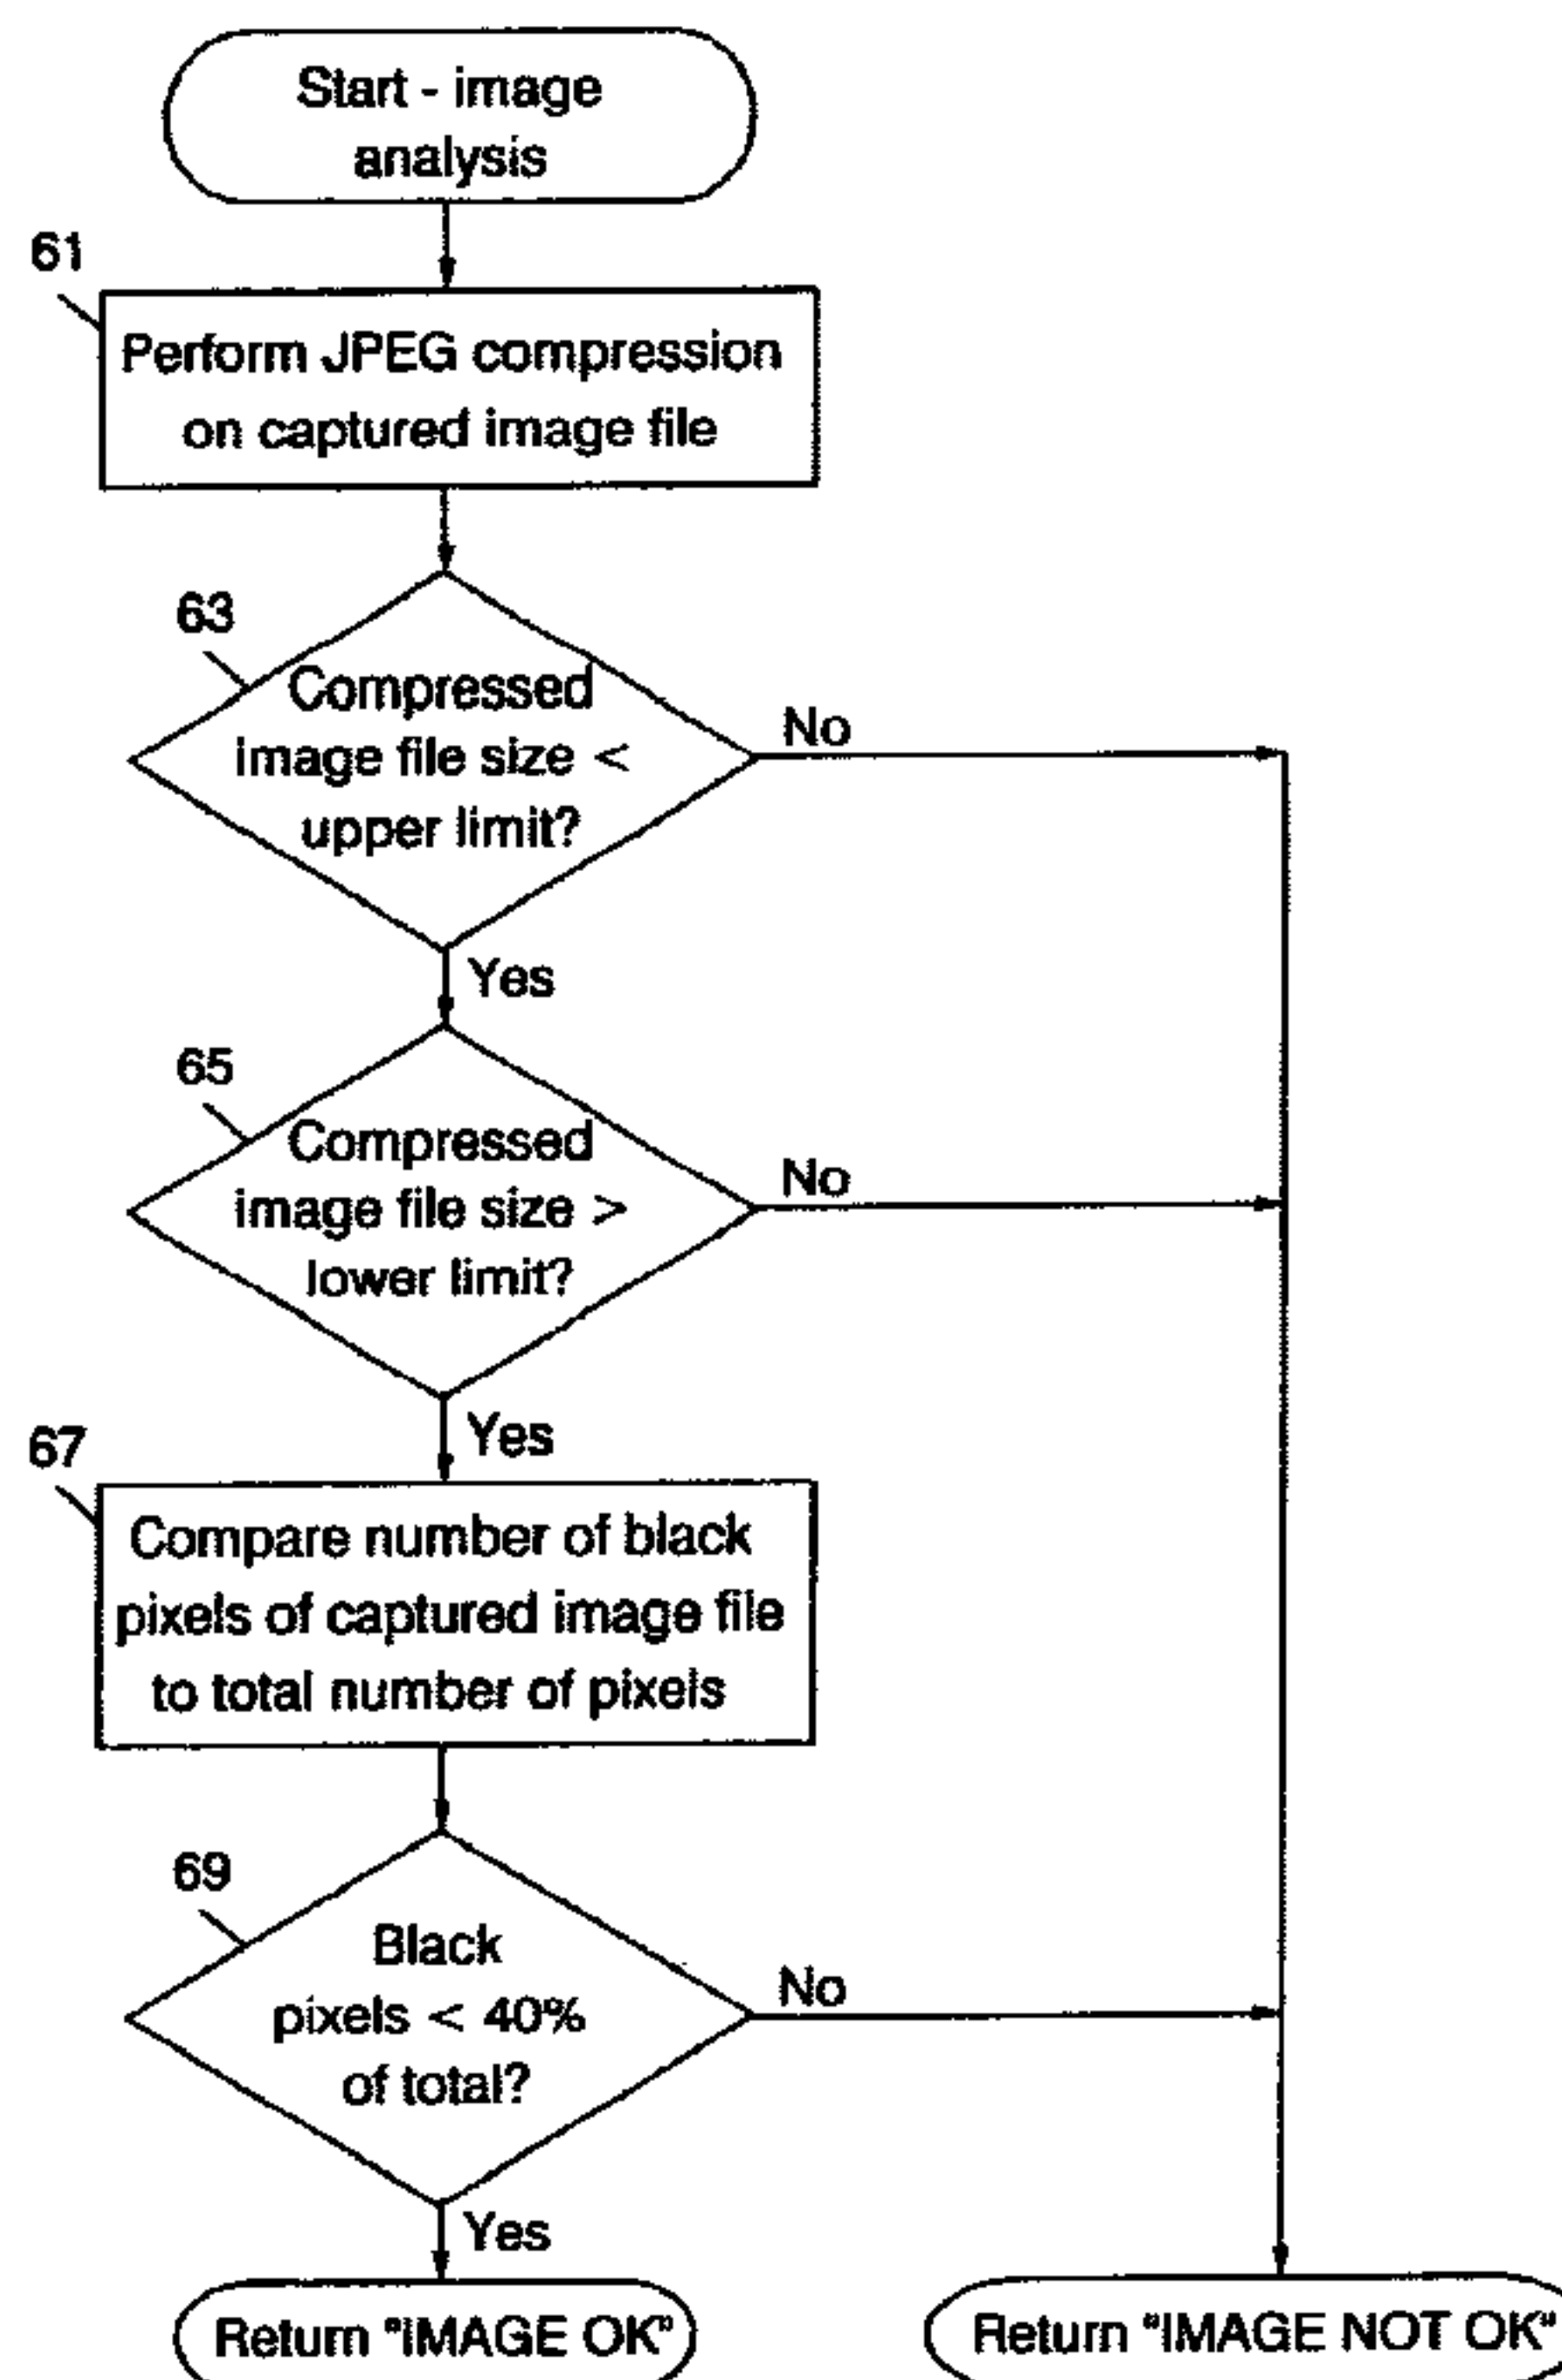 Start - image
analysis
61
Perform JPEG compression
on captured image file
63
Compressed
image file size <
upper limit?
No
Yes
65
Compressed
image file size >
lower limit?
No
Yes
67
Compare number of black
pixels of captured image file
to total number of pixels
69
Black
pixels < 40%
of total?
No
Yes
Return "IMAGE OK"
Return "IMAGE NOT OK"